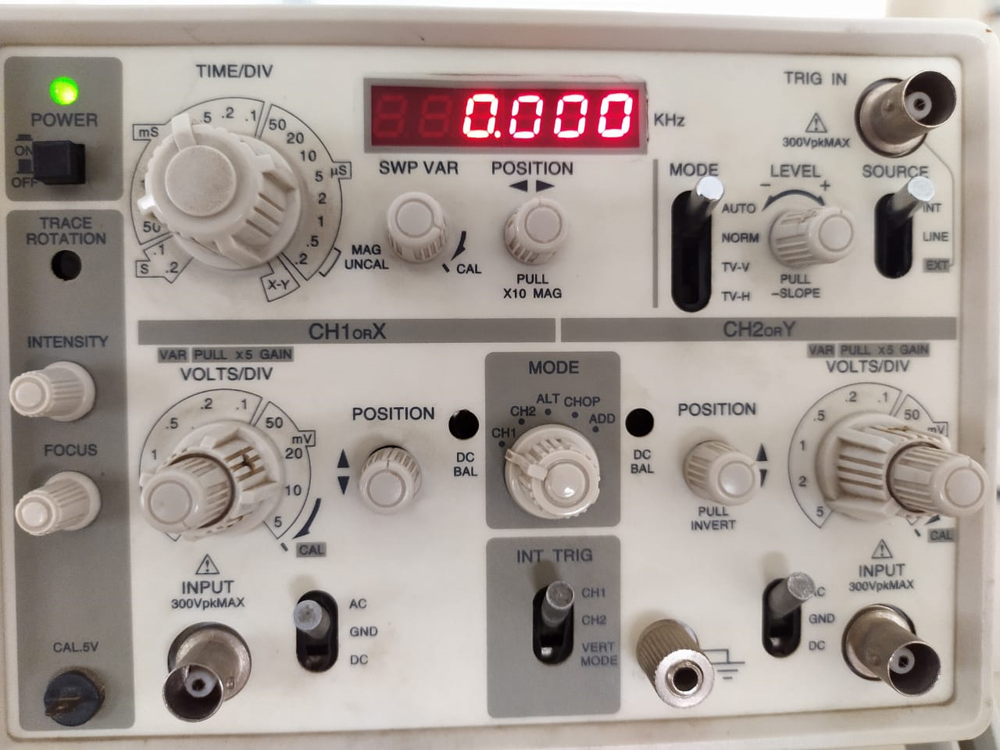 TIME/DIV
TRIG IN
POWER
ON
OFF
mS
.5 .2 .1 50 20 10 5 µS 2 1 .5 .2
50
.1
S .2
X-Y
0.000 KHz
SWP VAR
POSITION
MAG
UNCAL
CAL
PULL
X10 MAG
300VpkMAX
MODE
AUTO
NORM
TV-V
TV-H
LEVEL
− +
PULL
-SLOPE
SOURCE
INT
LINE
EXT
TRACE
ROTATION
INTENSITY
FOCUS
CAL.5V
CH1ORX
CH2ORY
VAR PULL x5 GAIN
VOLTS/DIV
1 .5 .2 .1 50 mV 20 10 5
CAL
POSITION
DC
BAL
INPUT
300VpkMAX
AC
GND
DC
MODE
CH1 CH2 ALT CHOP ADD
INT TRIG
CH1
CH2
VERT
MODE
DC
BAL
POSITION
PULL
INVERT
VAR PULL x5 GAIN
VOLTS/DIV
5 2 1 .5 .2 .1 50 mV
CAL
INPUT
300VpkMAX
GND
DC